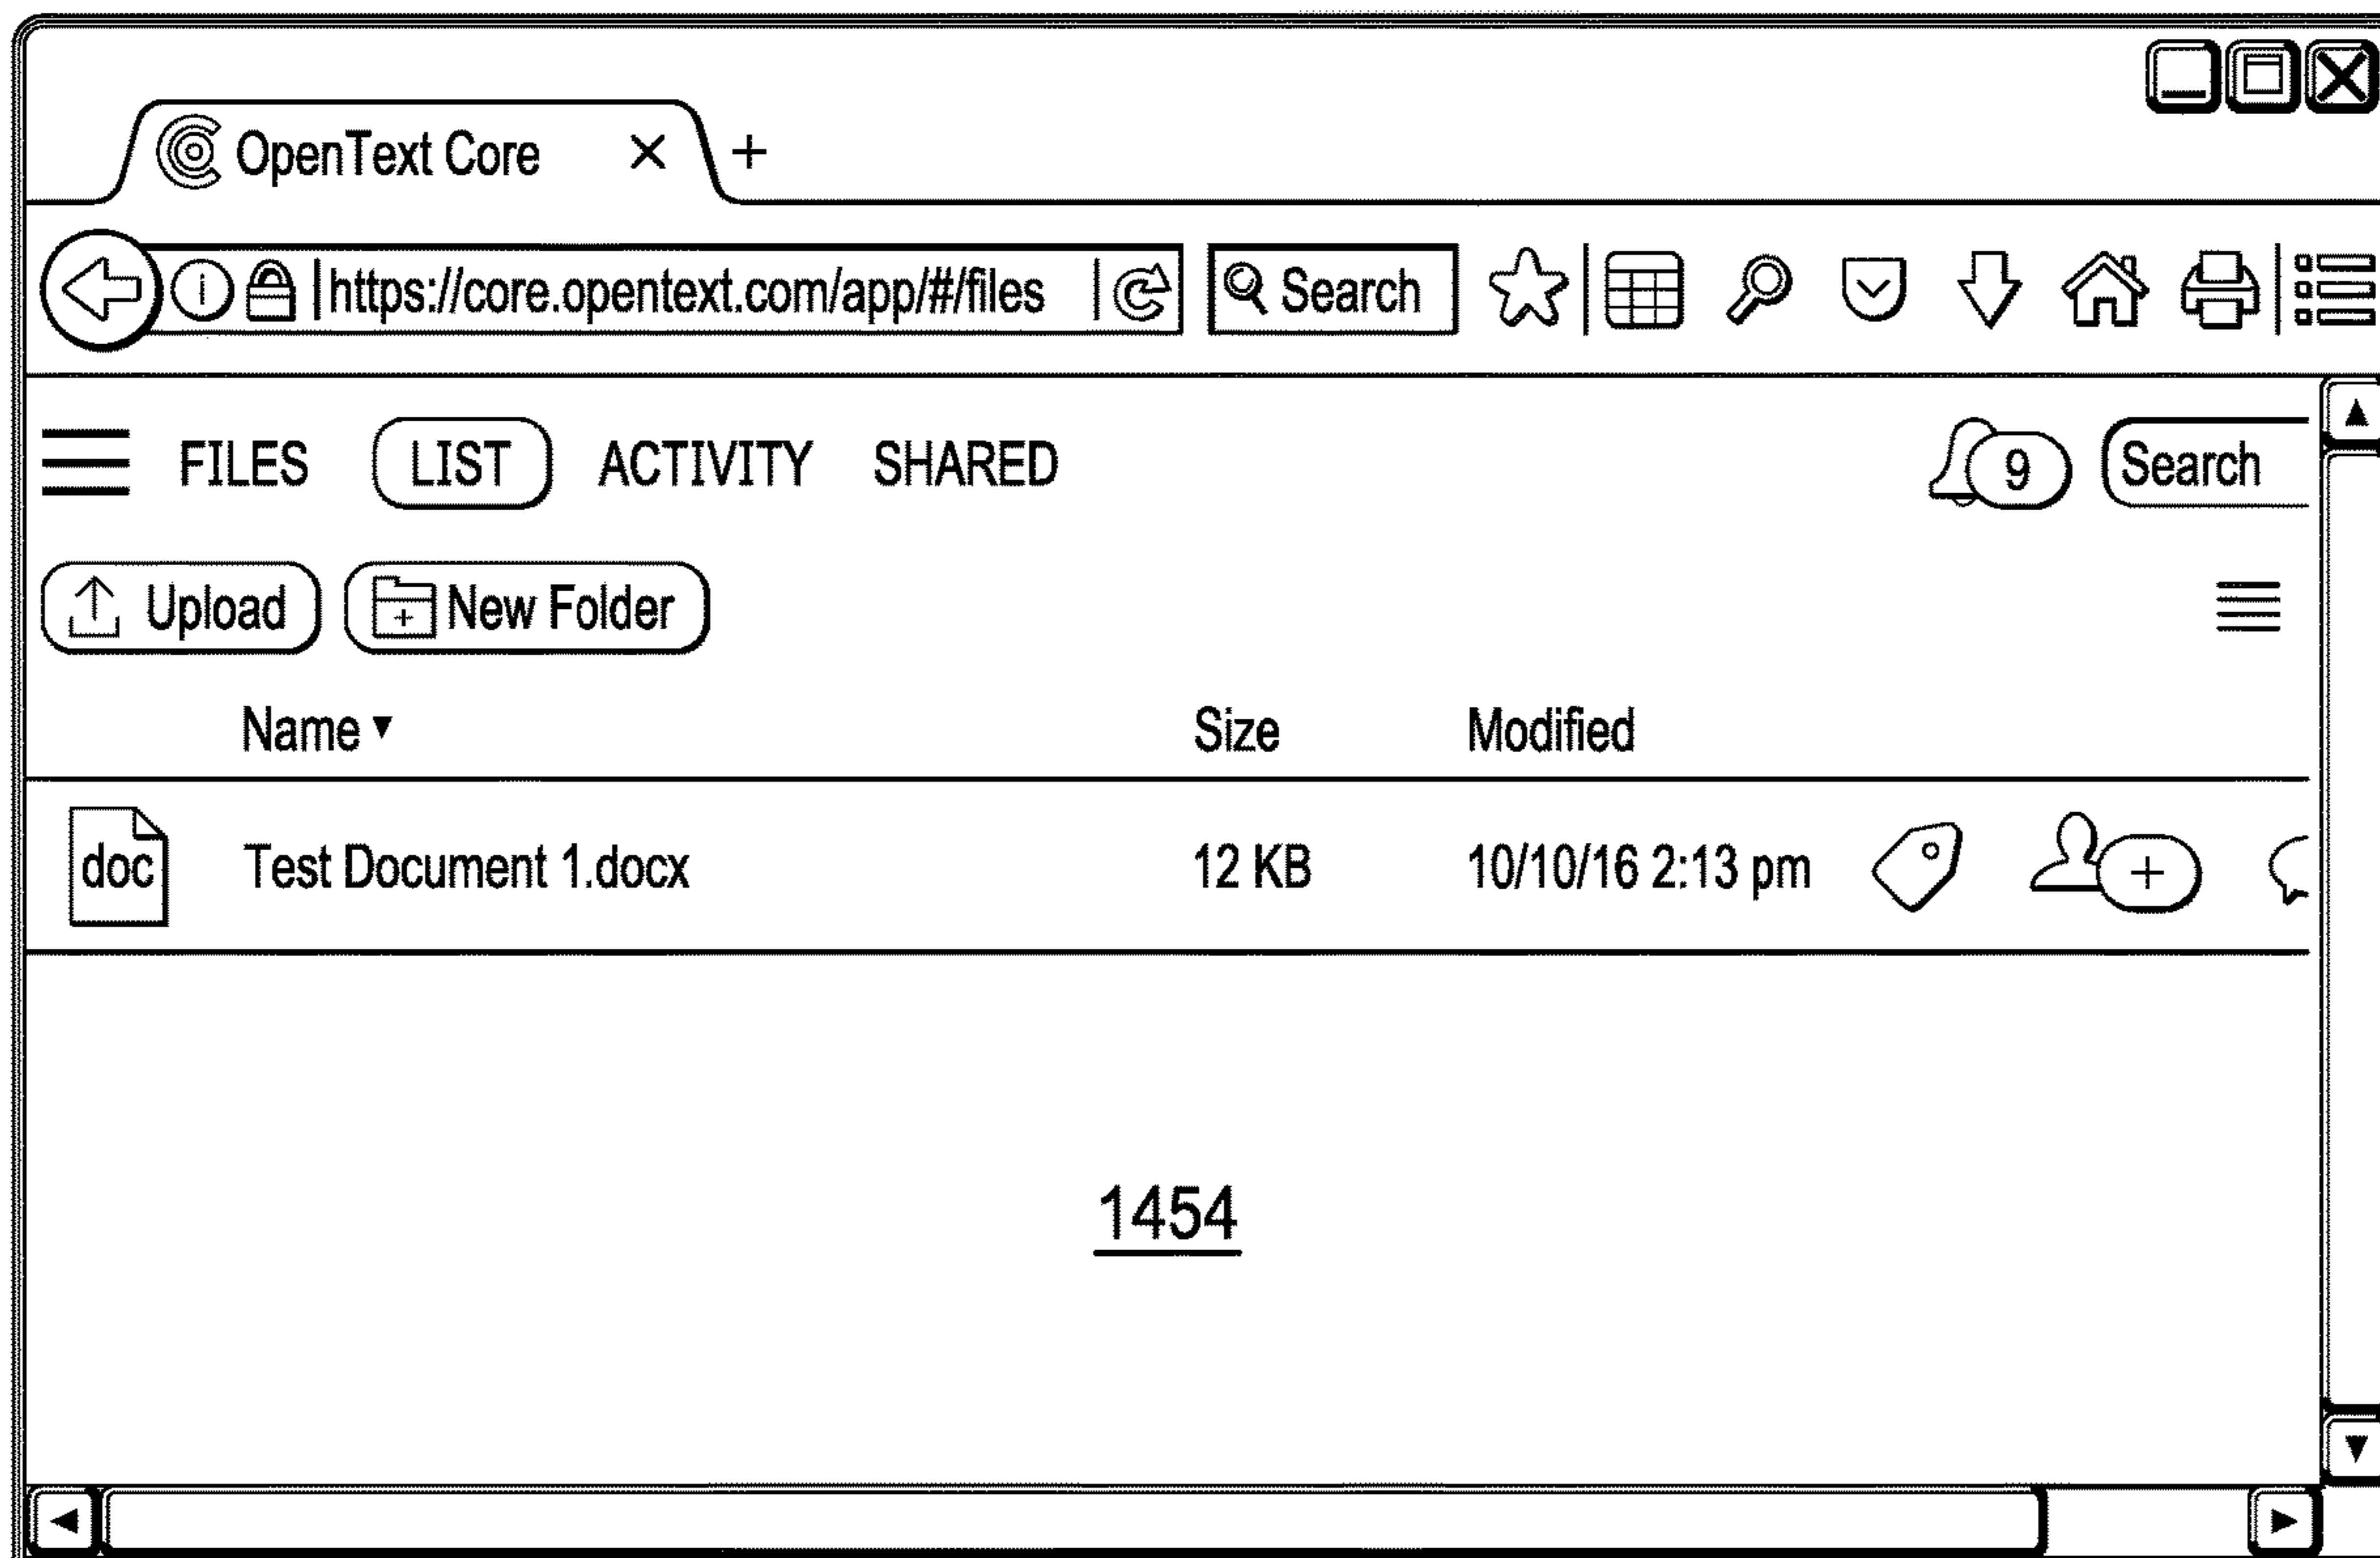 OpenText Core
https://core.opentext.com/app/#/files Search
FILES LIST ACTIVITY SHARED 9 Search
Upload New Folder
Name Size Modified
doc Test Document 1.docx 12 KB 10/10/16 2:13 pm
1454